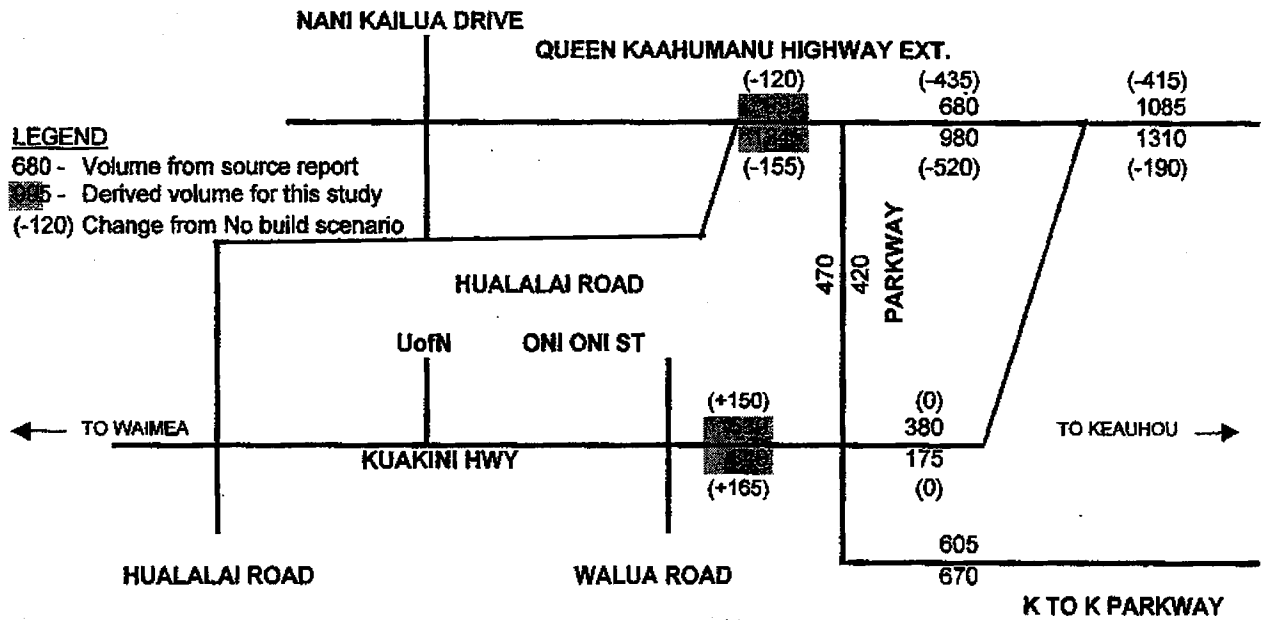 NANI KAILUA DRIVE
QUEEN KAAHUMANU HIGHWAY EXT.
(-120) (-435) (-415)
680 1085
980 1310
(-155) (-520) (-190)
LEGEND
680 - Volume from source report
- Derived volume for this study
(-120) Change from No build scenario
HUALALAI ROAD
470 420 PARKWAY
UofN ONI ONI ST
(+150) (0)
380
TO WAIMEA TO KEAUHOU
KUAKINI HWY 175
(+165) (0)
605
HUALALAI ROAD WALUA ROAD 670
K TO K PARKWAY